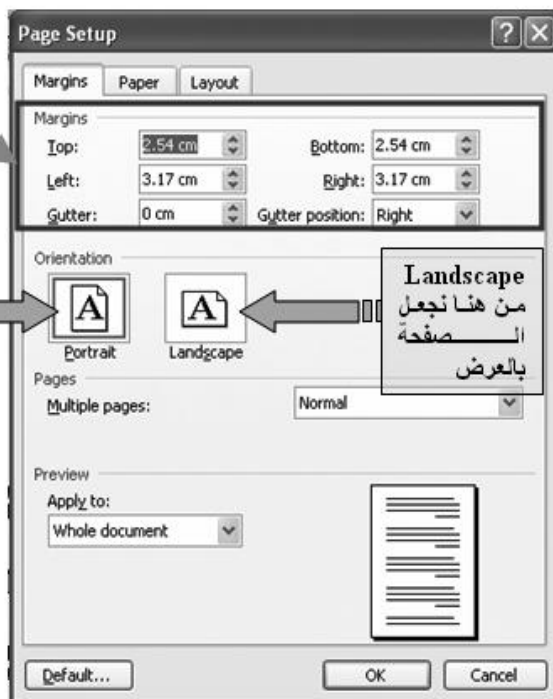 Page Setup
Margins Paper Layout
Margins
Top: 2.54 cm Bottom: 2.54 cm
Left: 3.17 cm Right: 3.17 cm
Gutter: 0 cm Gutter position: Right
Orientation
A A
Portrait Landscape
Landscape
من هنا نجعل
الـــــــصفحة
بالعرض
Pages
Multiple pages: Normal
Preview
Apply to:
Whole document
Default... OK Cancel